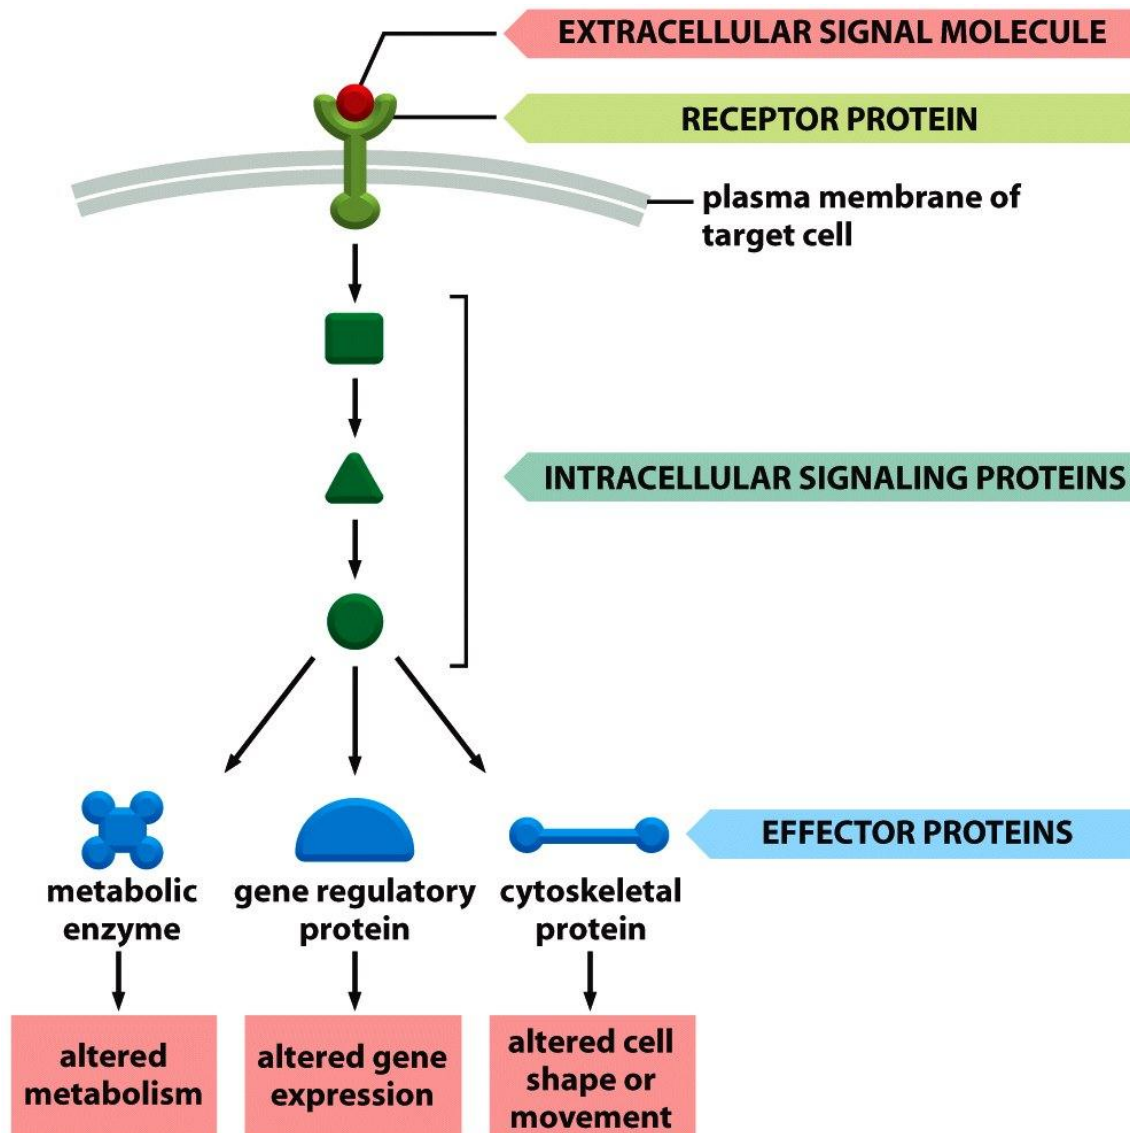 EXTRACELLULAR SIGNAL MOLECULE
RECEPTOR PROTEIN
plasma membrane of
target cell
INTRACELLULAR SIGNALING PROTEINS
EFFECTOR PROTEINS
metabolic
enzyme
gene regulatory
protein
cytoskeletal
protein
altered
metabolism
altered gene
expression
altered cell
shape or
movement